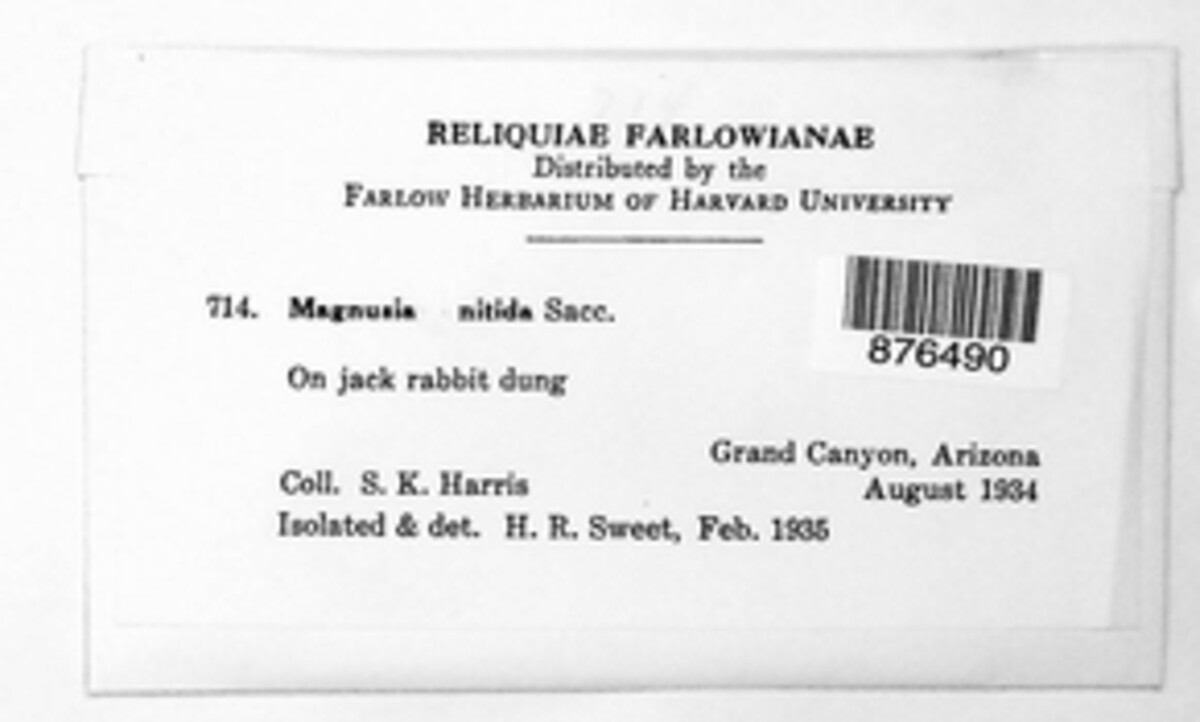 RELIQUIAE FARLOWIANAE
Distributed by the
FARLOW HERBARIUM OF HARVARD UNIVERSITY
714. Magnusia nitida Sacc.
876490
On jack rabbit dung
Grand Canyon, Arizona
Coll. S. K. Harris
August 1934
Isolated & det. H. R. Sweet, Feb. 1935